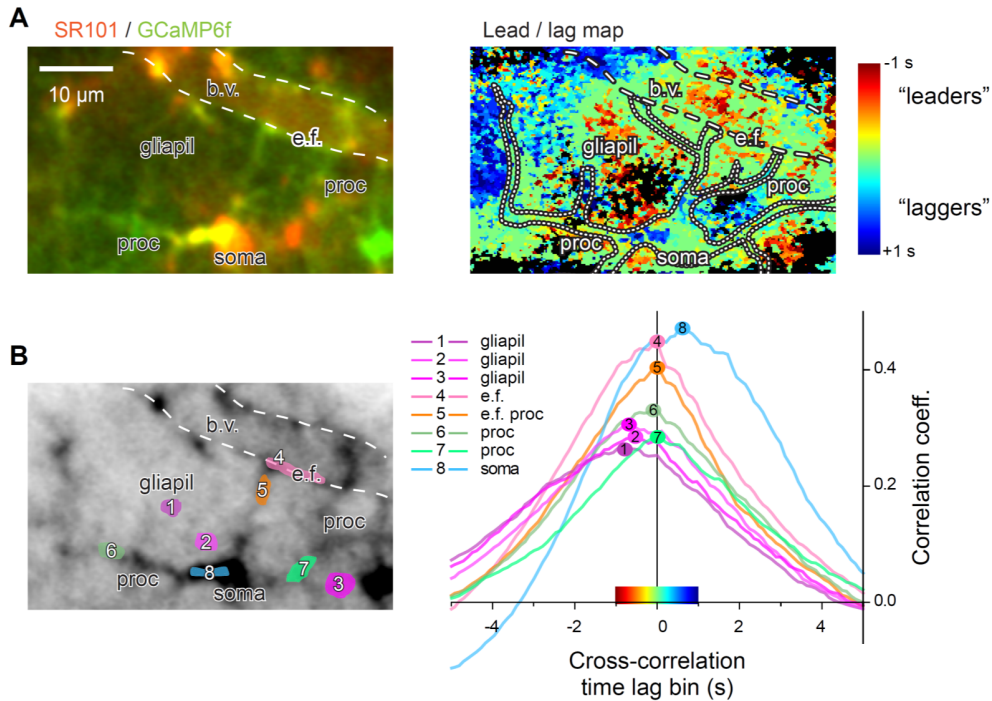 A
SR101 / GCaMP6f
10 µm
b.v.
e.f.
gliapil
proc
proc
soma
Lead / lag map
b.v.
e.f.
gliapil
proc
proc
soma
-1 s
“leaders”
“laggers”
+1 s
B
b.v.
4
e.f.
gliapil
5
1
proc
2
6
7
proc
8
3
soma
1 gliapil
2 gliapil
3 gliapil
4 e.f.
5 e.f. proc
6 proc
7 proc
8 soma
8
4
5
6
3
2
7
1
0.4
0.2
0.0
Correlation coeff.
-4 -2 0 2 4
Cross-correlation
time lag bin (s)